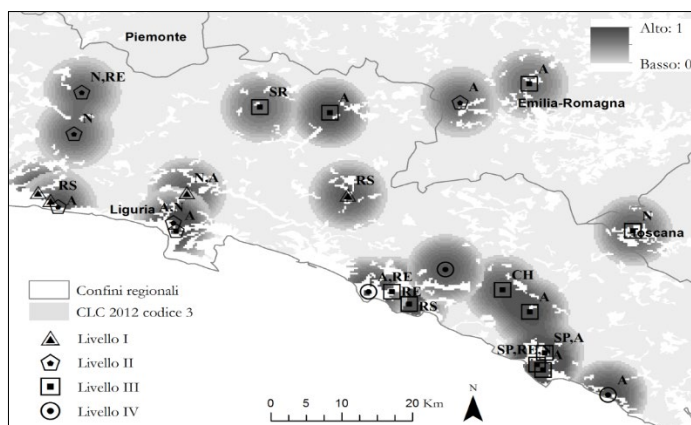 Piemonte
Alto: 1
Basso: 0
N,RE
SR
A
A
A
Emilia-Romagna
N
RS
A
N,A
Liguria A,N
A
RS
N
Toscana
A,RE
RE
RS
CH
A
SP,A
SP,RE
A
A
Confini regionali
CLC 2012 codice 3
Livello I
Livello II
Livello III
Livello IV
N
0 5 10 20 Km